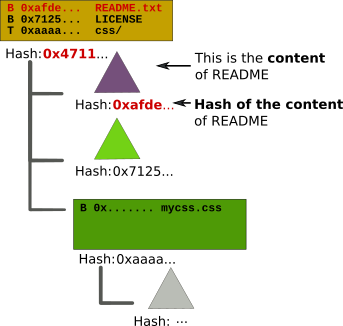 B 0xafde... README.txt
B 0x7125... LICENSE
T 0xaaaa... css/
Hash:0x4711...
This is the content
of README
Hash:0xafde...
Hash of the content
of README
Hash:0x7125...
B 0x....... mycss.css
Hash:0xaaaa...
Hash: ...